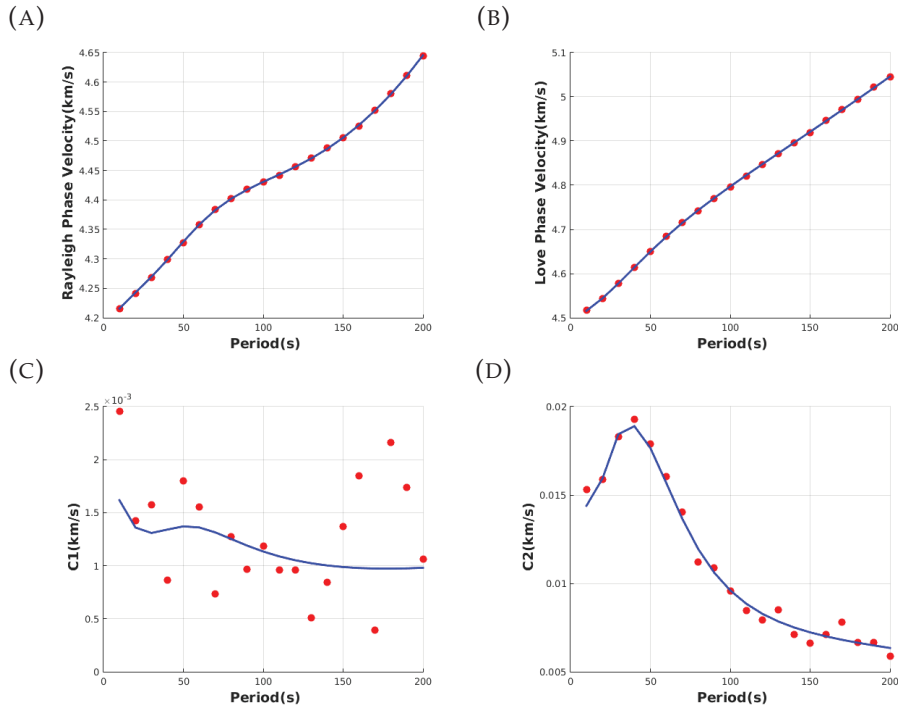 (A)
Rayleigh Phase Velocity(km/s)
4.65
4.6
4.55
4.5
4.45
4.4
4.35
4.3
4.25
4.2
0 50 100 150 200
Period(s)
(B)
Love Phase Velocity(km/s)
5.1
5
4.9
4.8
4.7
4.6
4.5
0 50 100 150 200
Period(s)
(C)
×10⁻³
C1(km/s)
2.5
2
1.5
1
0.5
0
0 50 100 150 200
Period(s)
(D)
C2(km/s)
0.02
0.015
0.01
0.005
0 50 100 150 200
Period(s)